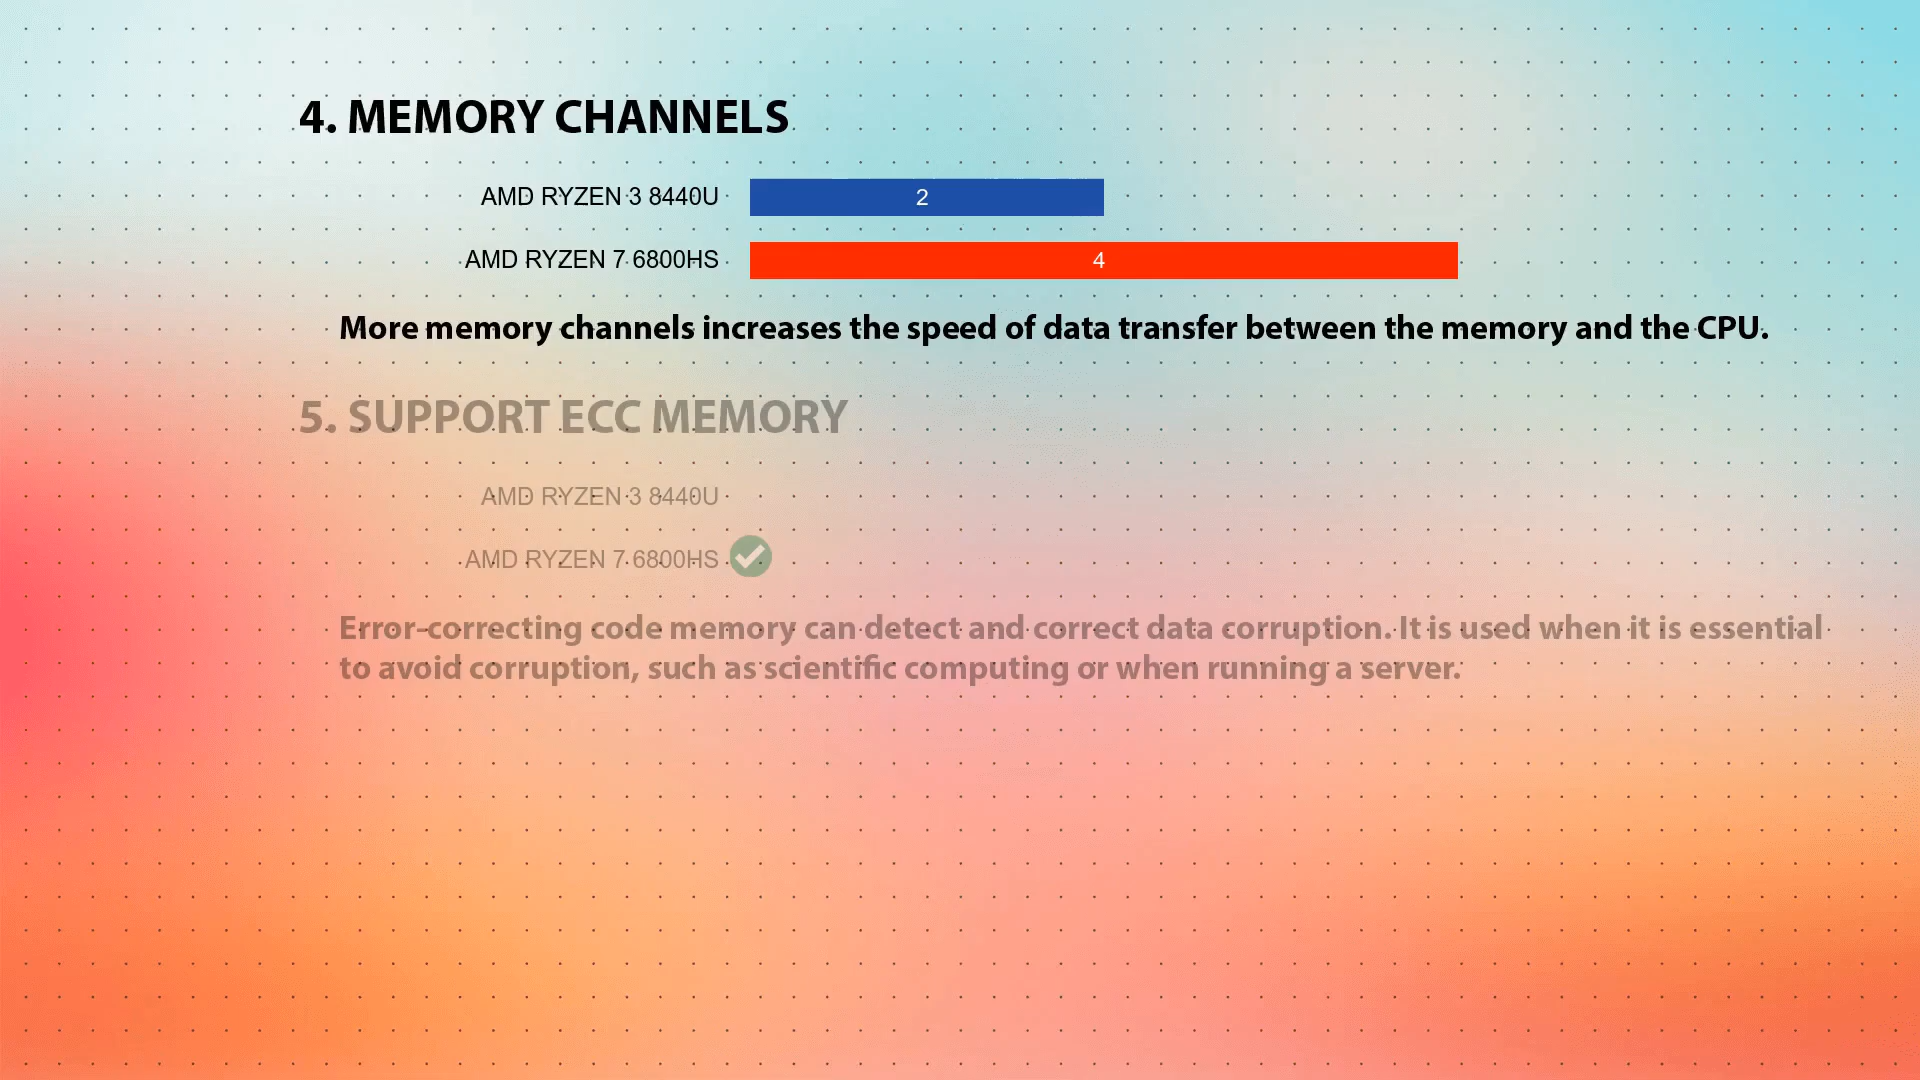 4. MEMORY CHANNELS
AMD RYZEN 3 8440U
2
AMD RYZEN 7 6800HS
4
More memory channels increases the speed of data transfer between the memory and the CPU.
5. SUPPORT ECC MEMORY
AMD RYZEN 3 8440U
AMD RYZEN 7 6800HS
Error-correcting code memory can detect and correct data corruption. It is used when it is essential
to avoid corruption, such as scientific computing or when running a server.